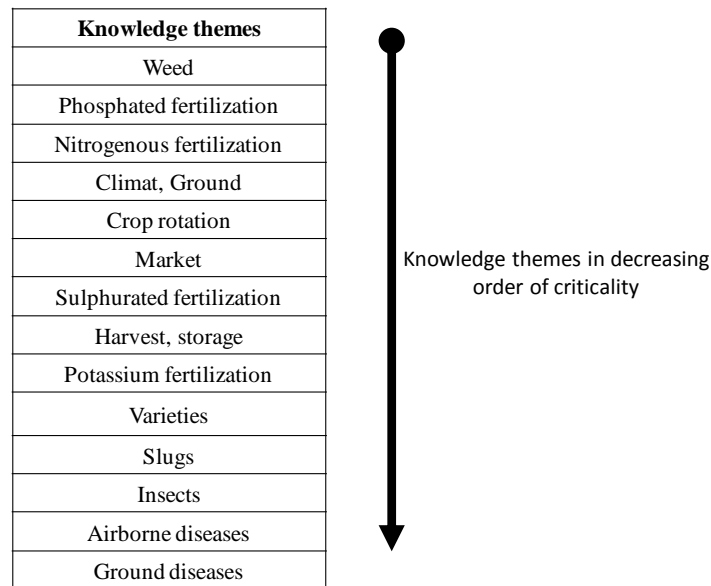 Knowledge themes
Weed
Phosphated fertilization
Nitrogenous fertilization
Climat, Ground
Crop rotation
Market
Sulphurated fertilization
Harvest, storage
Potassium fertilization
Varieties
Slugs
Insects
Airborne diseases
Ground diseases
Knowledge themes in decreasing
order of criticality